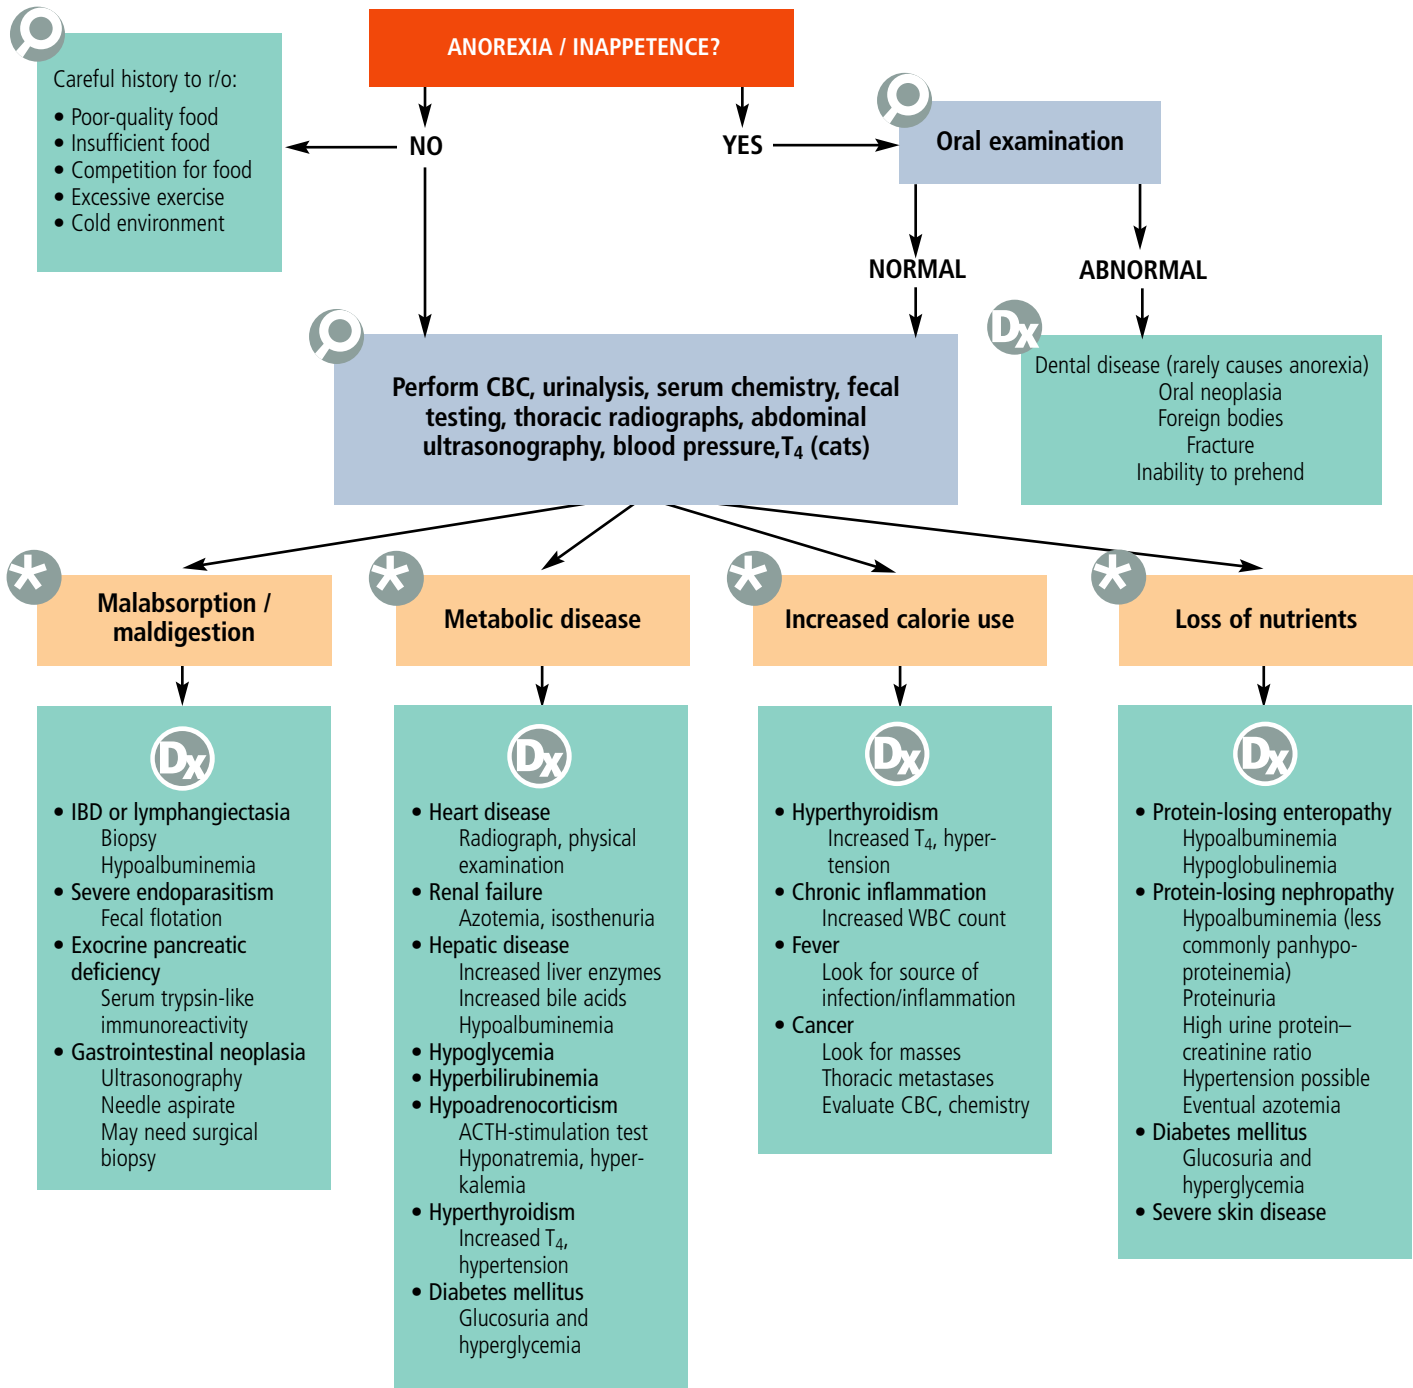 ANOREXIA / INAPPETENCE?
Careful history to r/o:
• Poor-quality food
• Insufficient food
• Competition for food
• Excessive exercise
• Cold environment
NO
YES
Oral examination
NORMAL
ABNORMAL
Dx
Dental disease (rarely causes anorexia)
Oral neoplasia
Foreign bodies
Fracture
Inability to prehend
Perform CBC, urinalysis, serum chemistry, fecal
testing, thoracic radiographs, abdominal
ultrasonography, blood pressure,T₄ (cats)
Malabsorption /
maldigestion
Dx
• IBD or lymphangiectasia
Biopsy
Hypoalbuminemia
• Severe endoparasitism
Fecal flotation
• Exocrine pancreatic
deficiency
Serum trypsin-like
immunoreactivity
• Gastrointestinal neoplasia
Ultrasonography
Needle aspirate
May need surgical
biopsy
Metabolic disease
Dx
• Heart disease
Radiograph, physical
examination
• Renal failure
Azotemia, isosthenuria
• Hepatic disease
Increased liver enzymes
Increased bile acids
Hypoalbuminemia
• Hypoglycemia
• Hyperbilirubinemia
• Hypoadrenocorticism
ACTH-stimulation test
Hyponatremia, hyper-
kalemia
• Hyperthyroidism
Increased T₄,
hypertension
• Diabetes mellitus
Glucosuria and
hyperglycemia
Increased calorie use
Dx
• Hyperthyroidism
Increased T₄, hyper-
tension
• Chronic inflammation
Increased WBC count
• Fever
Look for source of
infection/inflammation
• Cancer
Look for masses
Thoracic metastases
Evaluate CBC, chemistry
Loss of nutrients
Dx
• Protein-losing enteropathy
Hypoalbuminemia
Hypoglobulinemia
• Protein-losing nephropathy
Hypoalbuminemia (less
commonly panhypo-
proteinemia)
Proteinuria
High urine protein–
creatinine ratio
Hypertension possible
Eventual azotemia
• Diabetes mellitus
Glucosuria and
hyperglycemia
• Severe skin disease